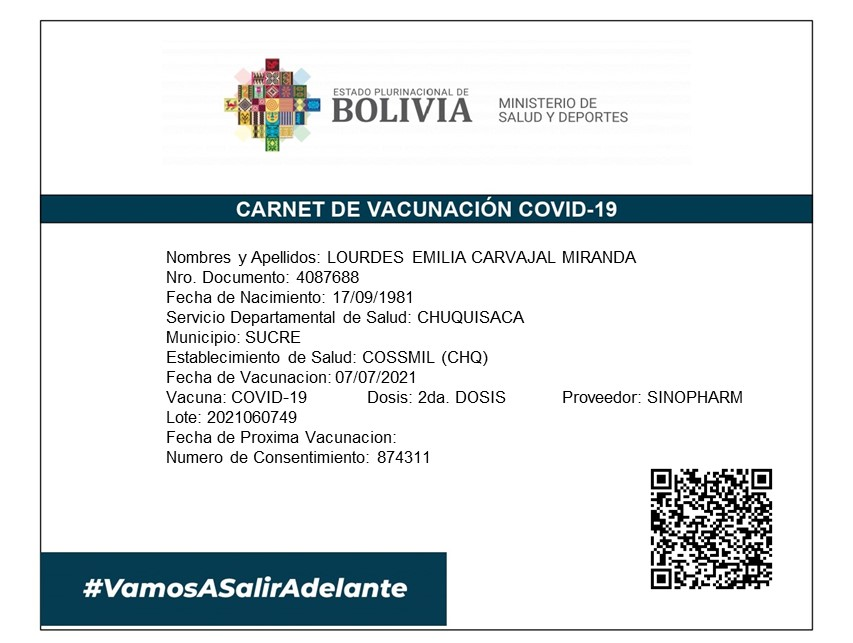 ESTADO PLURINACIONAL DE
BOLIVIA
MINISTERIO DE
SALUD Y DEPORTES
CARNET DE VACUNACIÓN COVID-19
Nombres y Apellidos: LOURDES EMILIA CARVAJAL MIRANDA
Nro. Documento: 4087688
Fecha de Nacimiento: 17/09/1981
Servicio Departamental de Salud: CHUQUISACA
Municipio: SUCRE
Establecimiento de Salud: COSSMIL (CHQ)
Fecha de Vacunacion: 07/07/2021
Vacuna: COVID-19 Dosis: 2da. DOSIS Proveedor: SINOPHARM
Lote: 2021060749
Fecha de Proxima Vacunacion:
Numero de Consentimiento: 874311
#VamosASalirAdelante